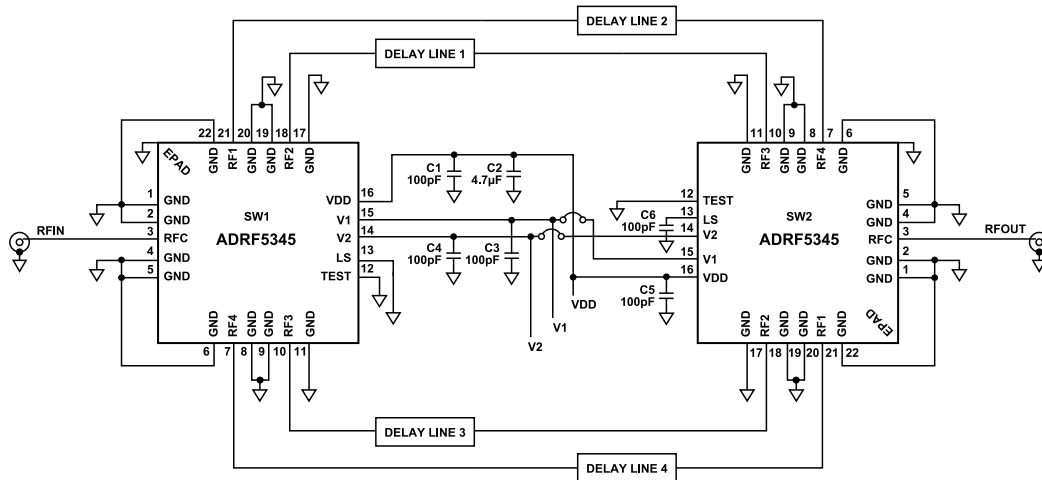 DELAY LINE 2
DELAY LINE 1
22 21 20 19 18 17
GND RF1 GND GND RF2 GND
EPAD
1 GND
2 GND
3 RFC
4 GND
5 GND
RFIN
SW1
ADRF5345
VDD 16
V1 15
V2 14
LS 13
TEST 12
GND RF4 GND GND RF3 GND
6 7 8 9 10 11
C1
100pF
C2
4.7µF
C4
100pF
C3
100pF
C6
100pF
C5
100pF
VDD
V1
V2
11 10 9 8 7 6
GND RF3 GND GND RF4 GND
12 TEST
13 LS
14 V2
15 V1
16 VDD
SW2
ADRF5345
GND 5
GND 4
RFC 3
GND 2
GND 1
RFOUT
EPAD
GND RF2 GND GND RF1 GND
17 18 19 20 21 22
DELAY LINE 3
DELAY LINE 4